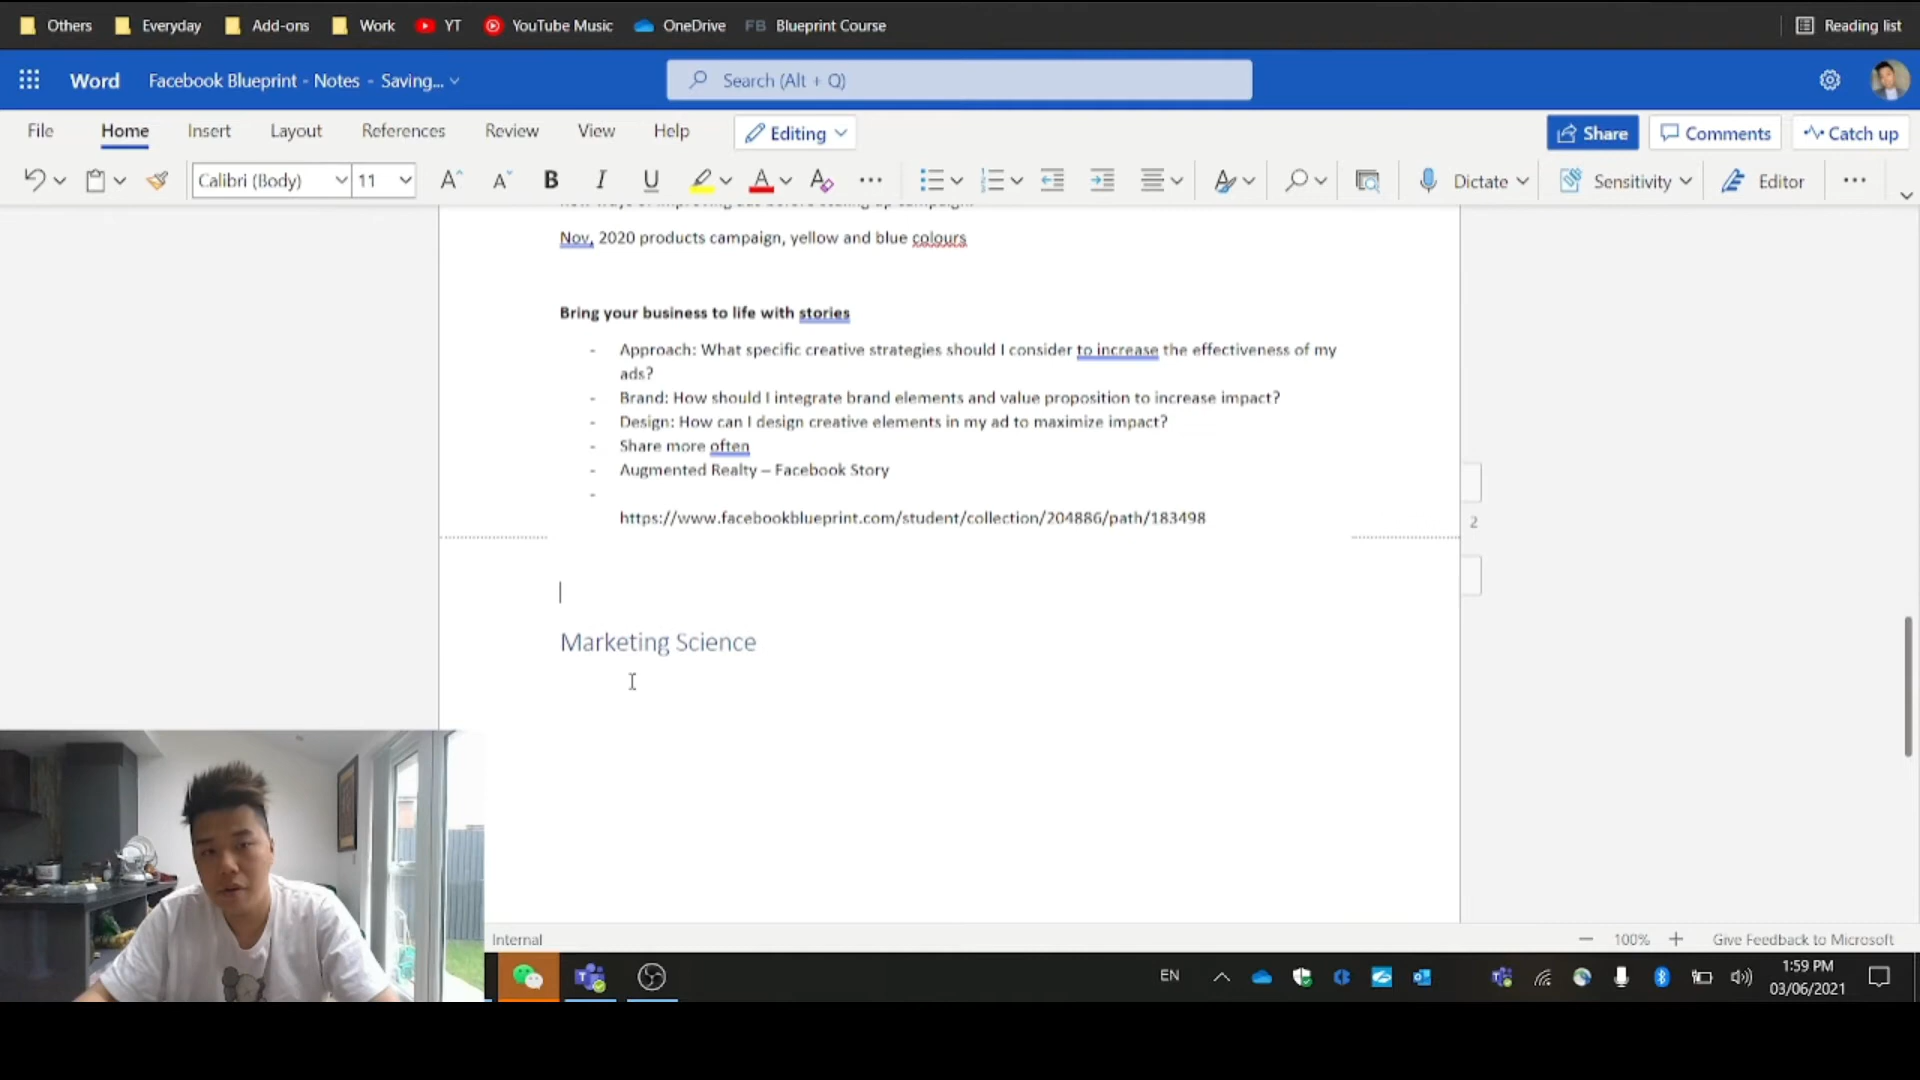 Others Everyday Add-ons Work YT YouTube Music OneDrive FB Blueprint Course Reading list
Word Facebook Blueprint - Notes - Saving... Search (Alt + Q)
File Home Insert Layout References Review View Help Editing Share Comments Catch up
Calibri (Body) 11 A A B I U A A Dictate Sensitivity Editor
Nov, 2020 products campaign, yellow and blue colours
Bring your business to life with stories
- Approach: What specific creative strategies should I consider to increase the effectiveness of my
ads?
- Brand: How should I integrate brand elements and value proposition to increase impact?
- Design: How can I design creative elements in my ad to maximize impact?
- Share more often
- Augmented Realty – Facebook Story
-
https://www.facebookblueprint.com/student/collection/204886/path/183498
2
Marketing Science
Internal 100% Give Feedback to Microsoft
EN 1:59 PM
03/06/2021